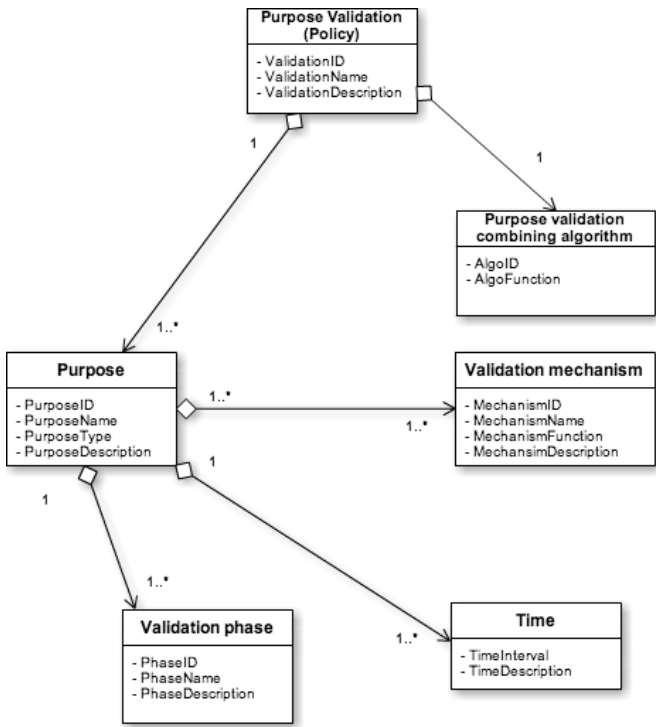 Purpose Validation
(Policy)
- ValidationID
- ValidationName
- ValidationDescription
1
1
Purpose validation
combining algorithm
- AlgoID
- AlgoFunction
1..*
Purpose
- PurposeID
- PurposeName
- PurposeType
- PurposeDescription
1..*
1..*
Validation mechanism
- MechanismID
- MechanismName
- MechanismFunction
- MechansimDescription
1
1
1..*
1..*
Validation phase
- PhaseID
- PhaseName
- PhaseDescription
Time
- TimeInterval
- TimeDescription